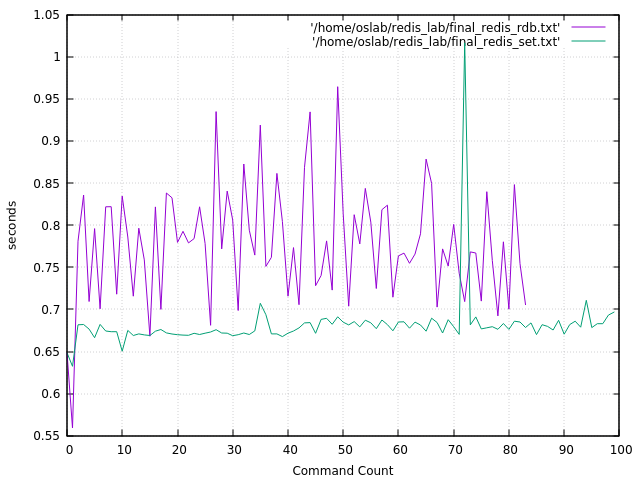 '/home/oslab/redis_lab/final_redis_rdb.txt'
'/home/oslab/redis_lab/final_redis_set.txt'
1.05
1
0.95
0.9
0.85
0.8
0.75
0.7
0.65
0.6
0.55
seconds
0 10 20 30 40 50 60 70 80 90 100
Command Count